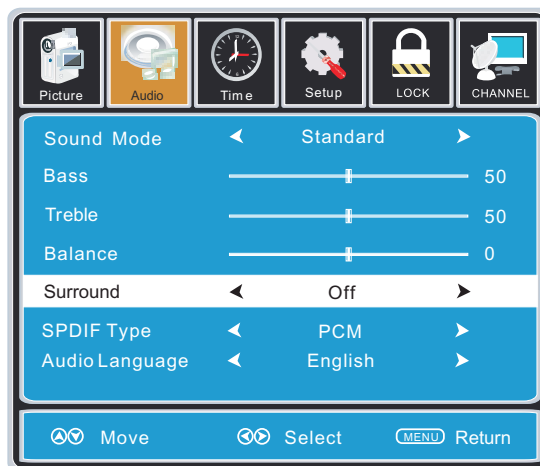 Picture Audio Time Setup LOCK CHANNEL
Sound Mode Standard
Bass 50
Treble 50
Balance 0
Surround Off
SPDIF Type PCM
Audio Language English
Move Select MENU Return